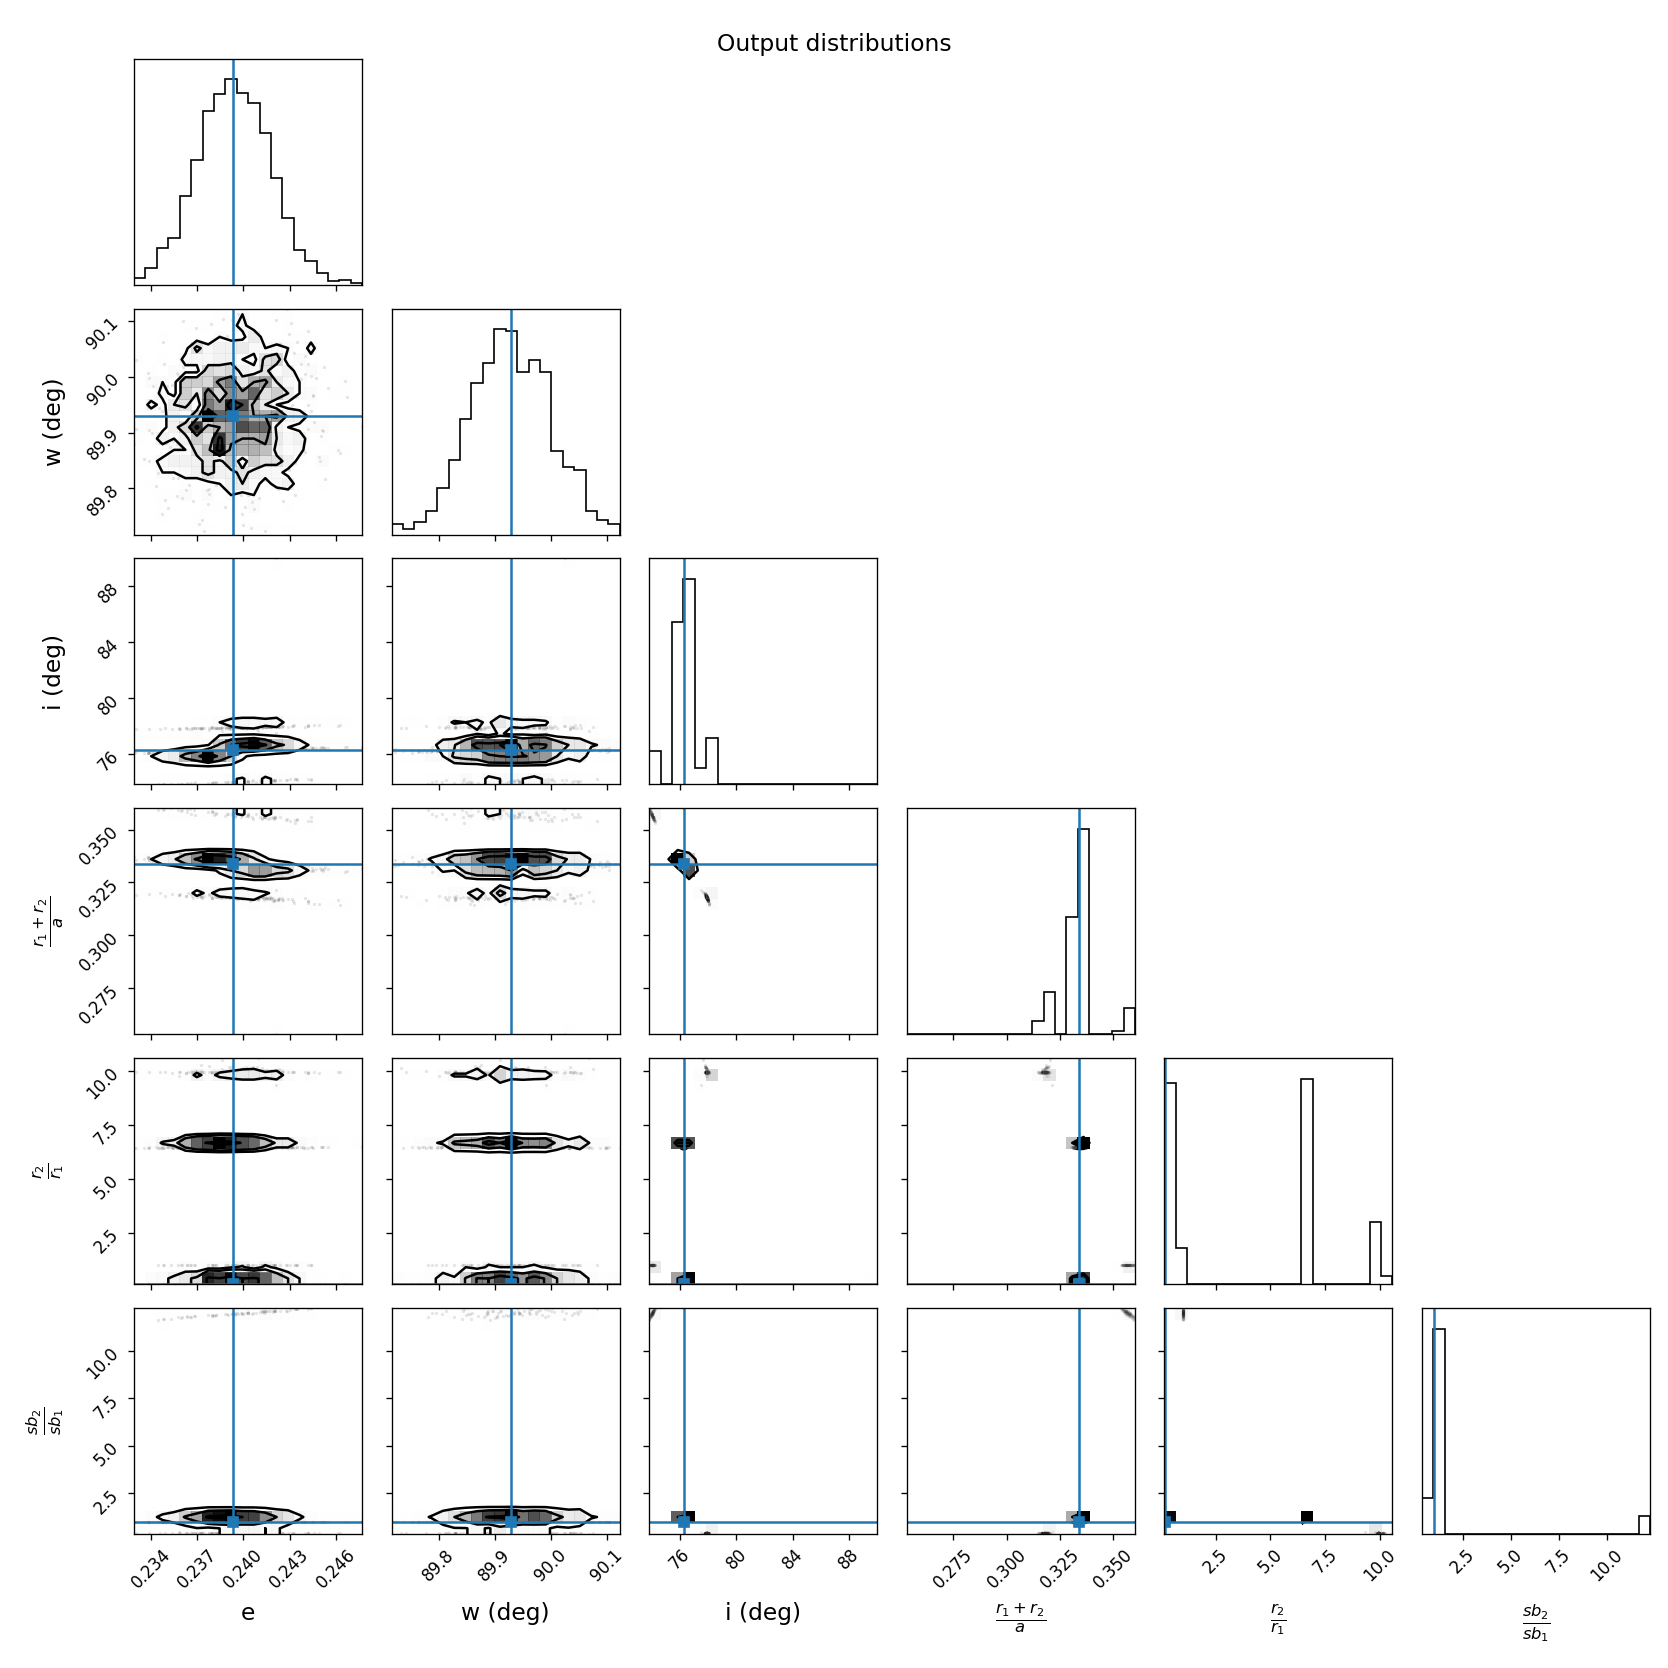 Output distributions
90.1
90.0
89.9
89.8
w (deg)
88
84
80
76
i (deg)
0.350
0.325
0.300
0.275
r₁ + r₂
a
10.0
7.5
5.0
2.5
r₂
r₁
10.0
7.5
5.0
2.5
sb₂
sb₁
0.234 0.237 0.240 0.243 0.246 89.8 89.9 90.0 90.1 76 80 84 88 0.275 0.300 0.325 0.350 2.5 5.0 7.5 10.0 2.5 5.0 7.5 10.0
e w (deg) i (deg)
r₁ + r₂
a
r₂
r₁
sb₂
sb₁